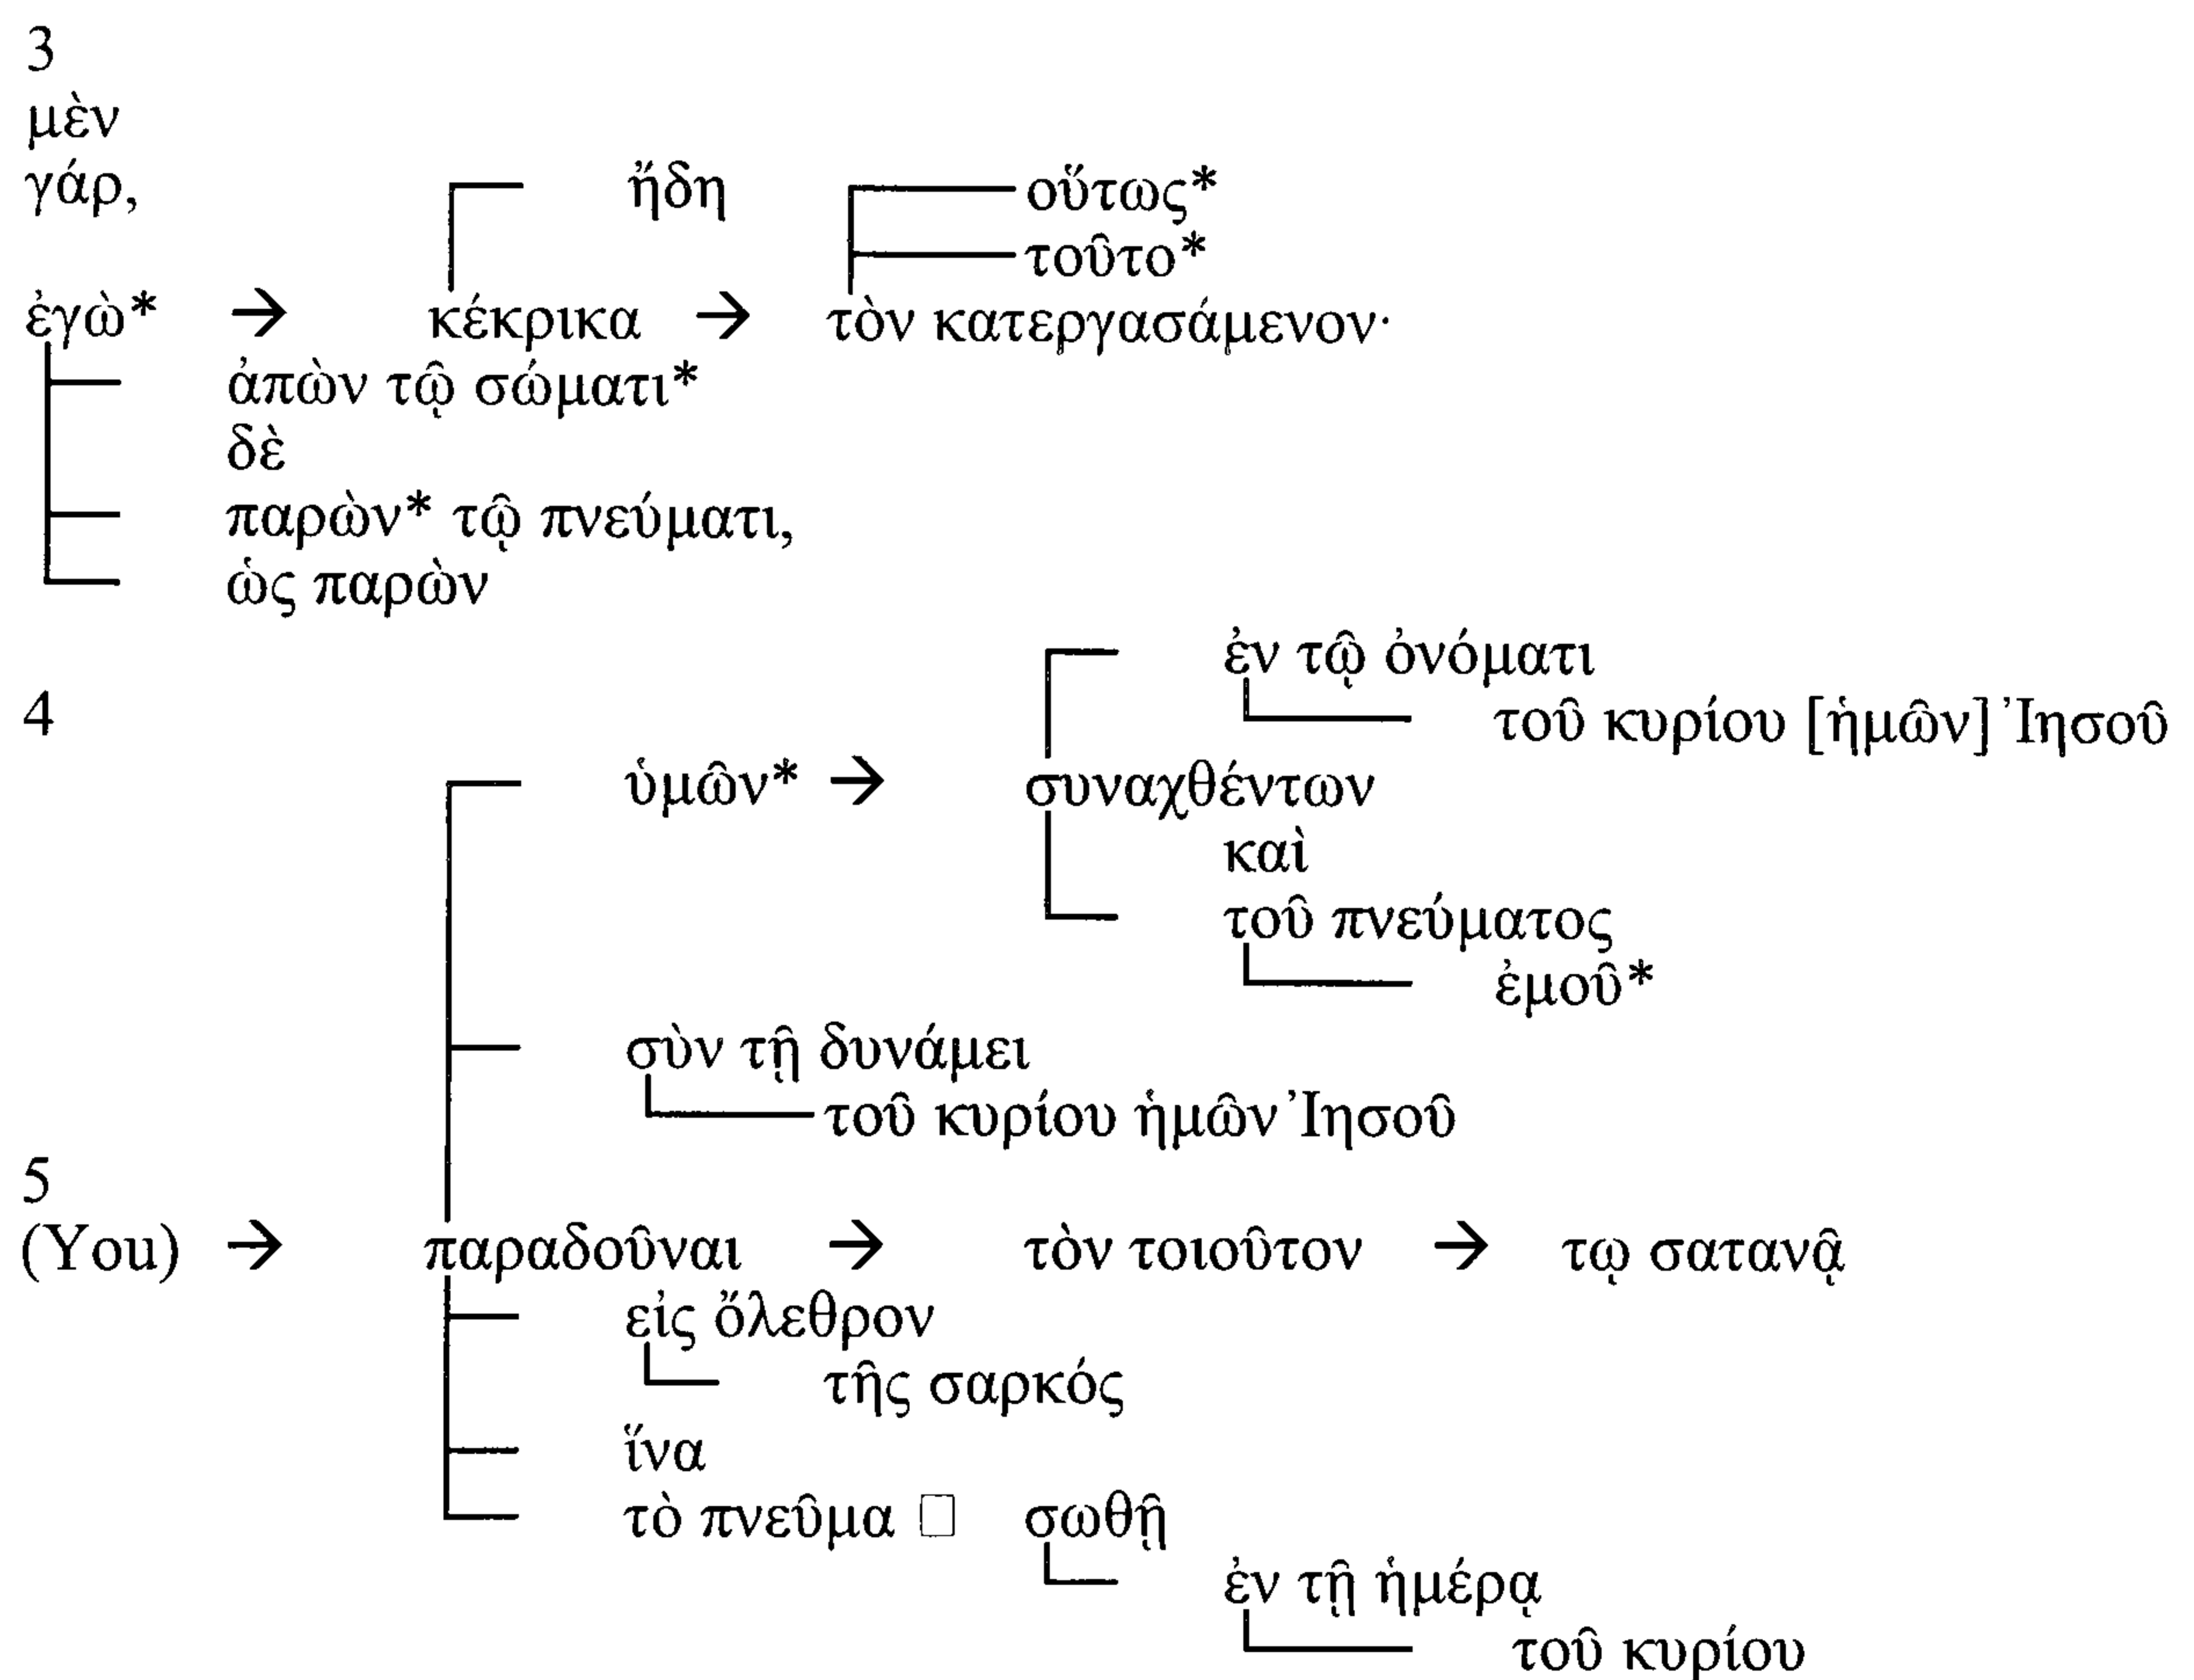 3
μὲν
γάρ,
ἤδη οὕτως*
τοῦτο*
ἐγὼ* → κέκρικα → τὸν κατεργασάμενον·
ἀπὼν τῷ σώματι*
δὲ
παρὼν* τῷ πνεύματι,
ὡς παρὼν
ἐν τῷ ὀνόματι
4 τοῦ κυρίου [ἡμῶν] Ἰησοῦ
ὑμῶν* → συναχθέντων
καὶ
τοῦ πνεύματος
ἐμοῦ*
σὺν τῇ δυνάμει
τοῦ κυρίου ἡμῶν Ἰησοῦ
5
(You) → παραδοῦναι → τὸν τοιοῦτον → τῳ σατανᾷ
εἰς ὄλεθρον
τῆς σαρκός
ἵνα
τὸ πνεῦμα □ σωθῇ
ἐν τῇ ἡμέρᾳ
τοῦ κυρίου